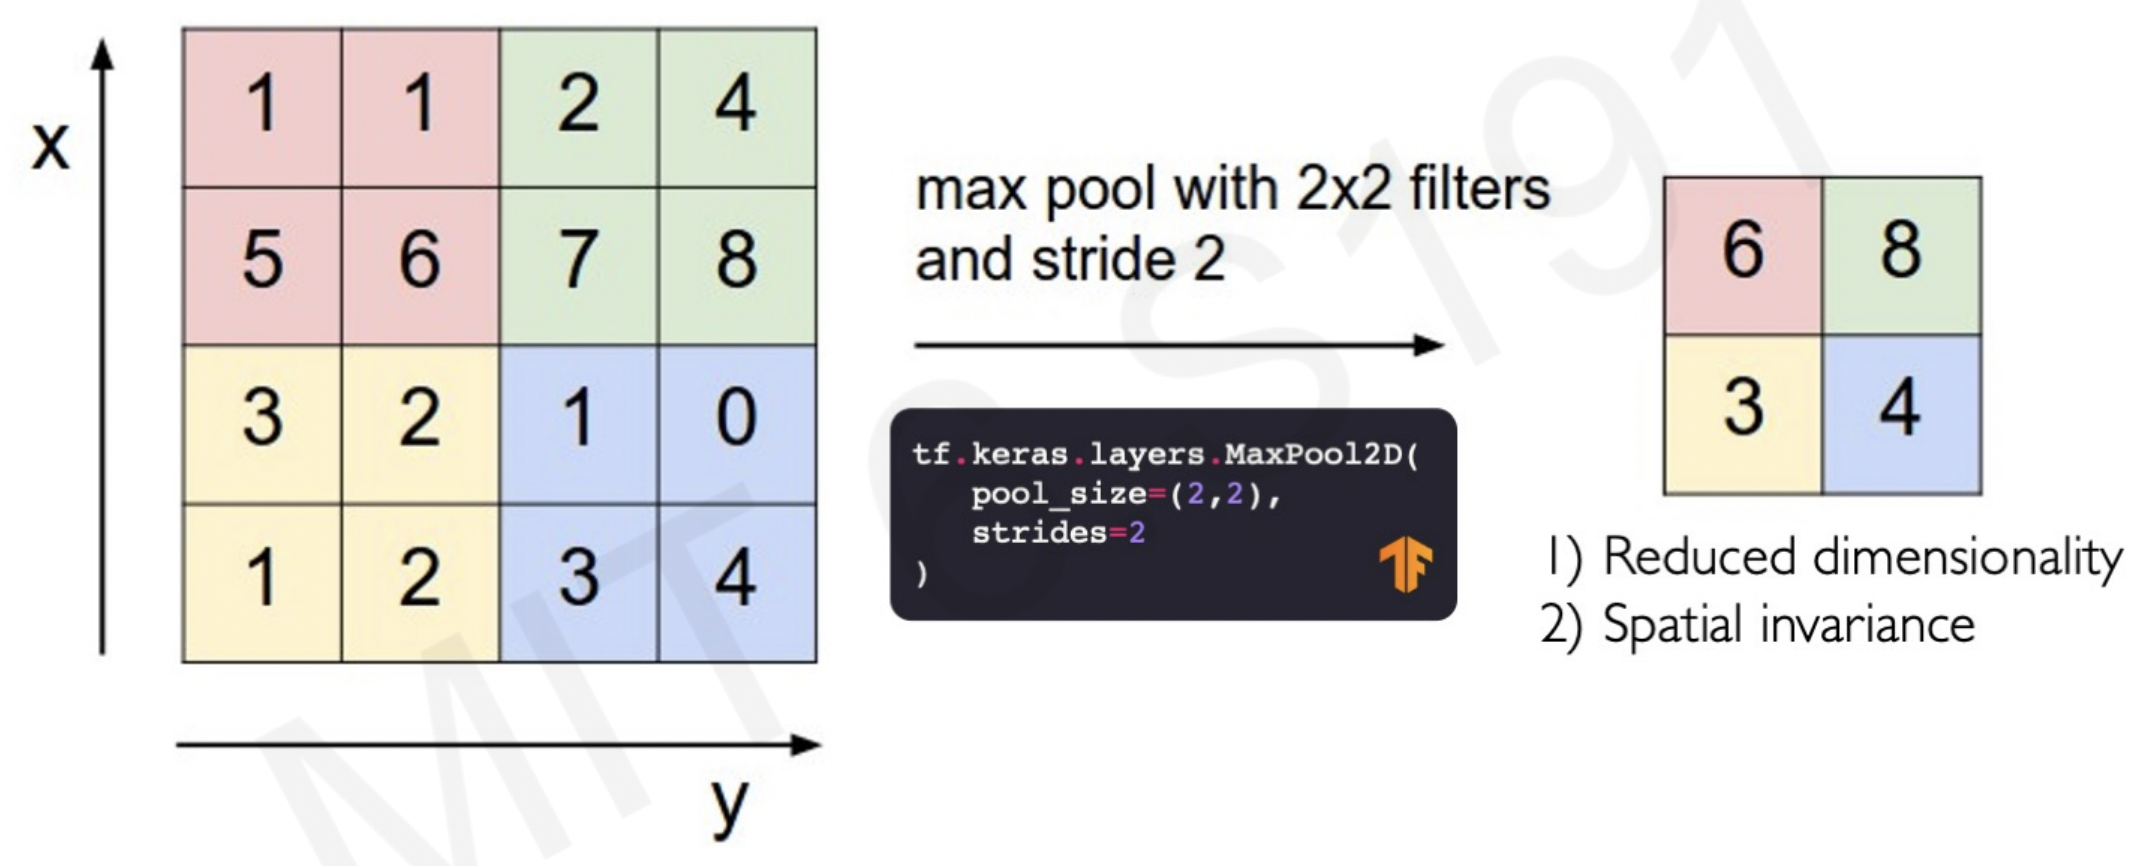 x
1 1 2 4
5 6 7 8
3 2 1 0
1 2 3 4
y
max pool with 2x2 filters
and stride 2
tf.keras.layers.MaxPool2D(
pool_size=(2,2),
strides=2
)
6 8
3 4
1) Reduced dimensionality
2) Spatial invariance
MIT 6.S191